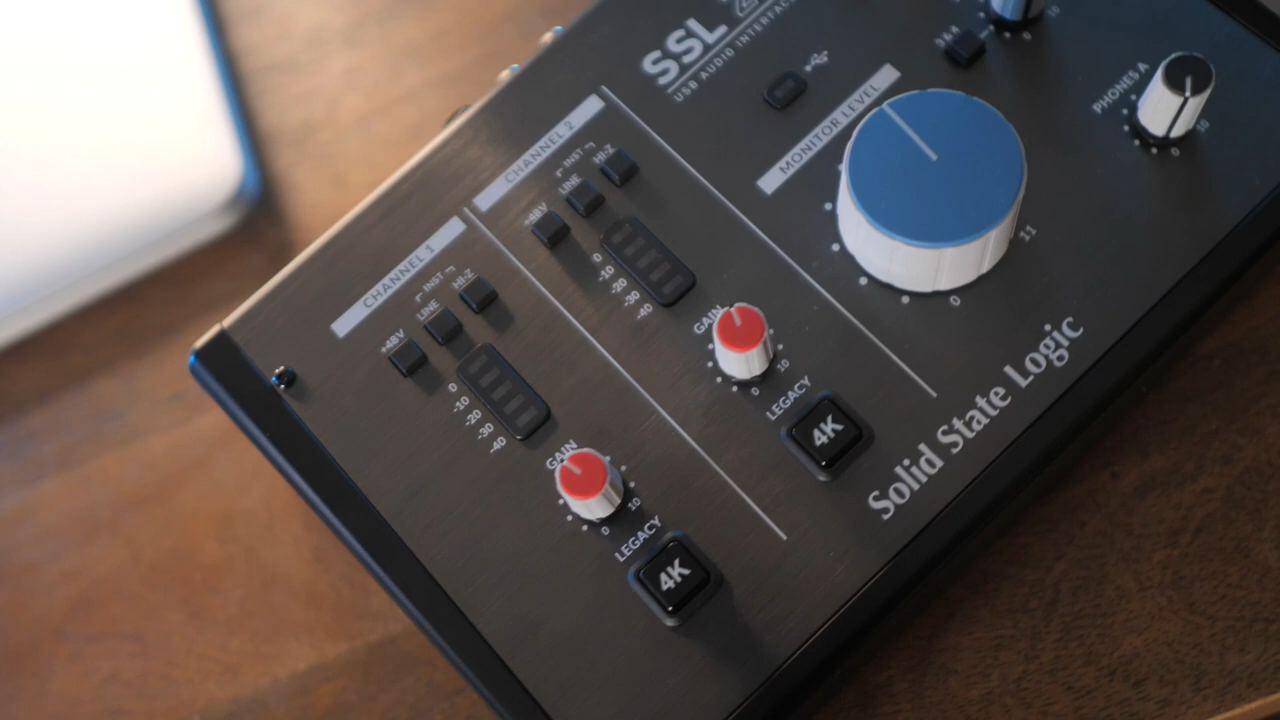 SSL 2
USB AUDIO INTERFACE
3&4
10
PHONES A
10
0
MONITOR LEVEL
11
0
CHANNEL 2
+48V
LINE
INST
HI-Z
0
-10
-20
-30
-40
GAIN
10
0
LEGACY
4K
CHANNEL 1
+48V
LINE
INST
HI-Z
0
-10
-20
-30
-40
GAIN
10
0
LEGACY
4K
Solid State Logic